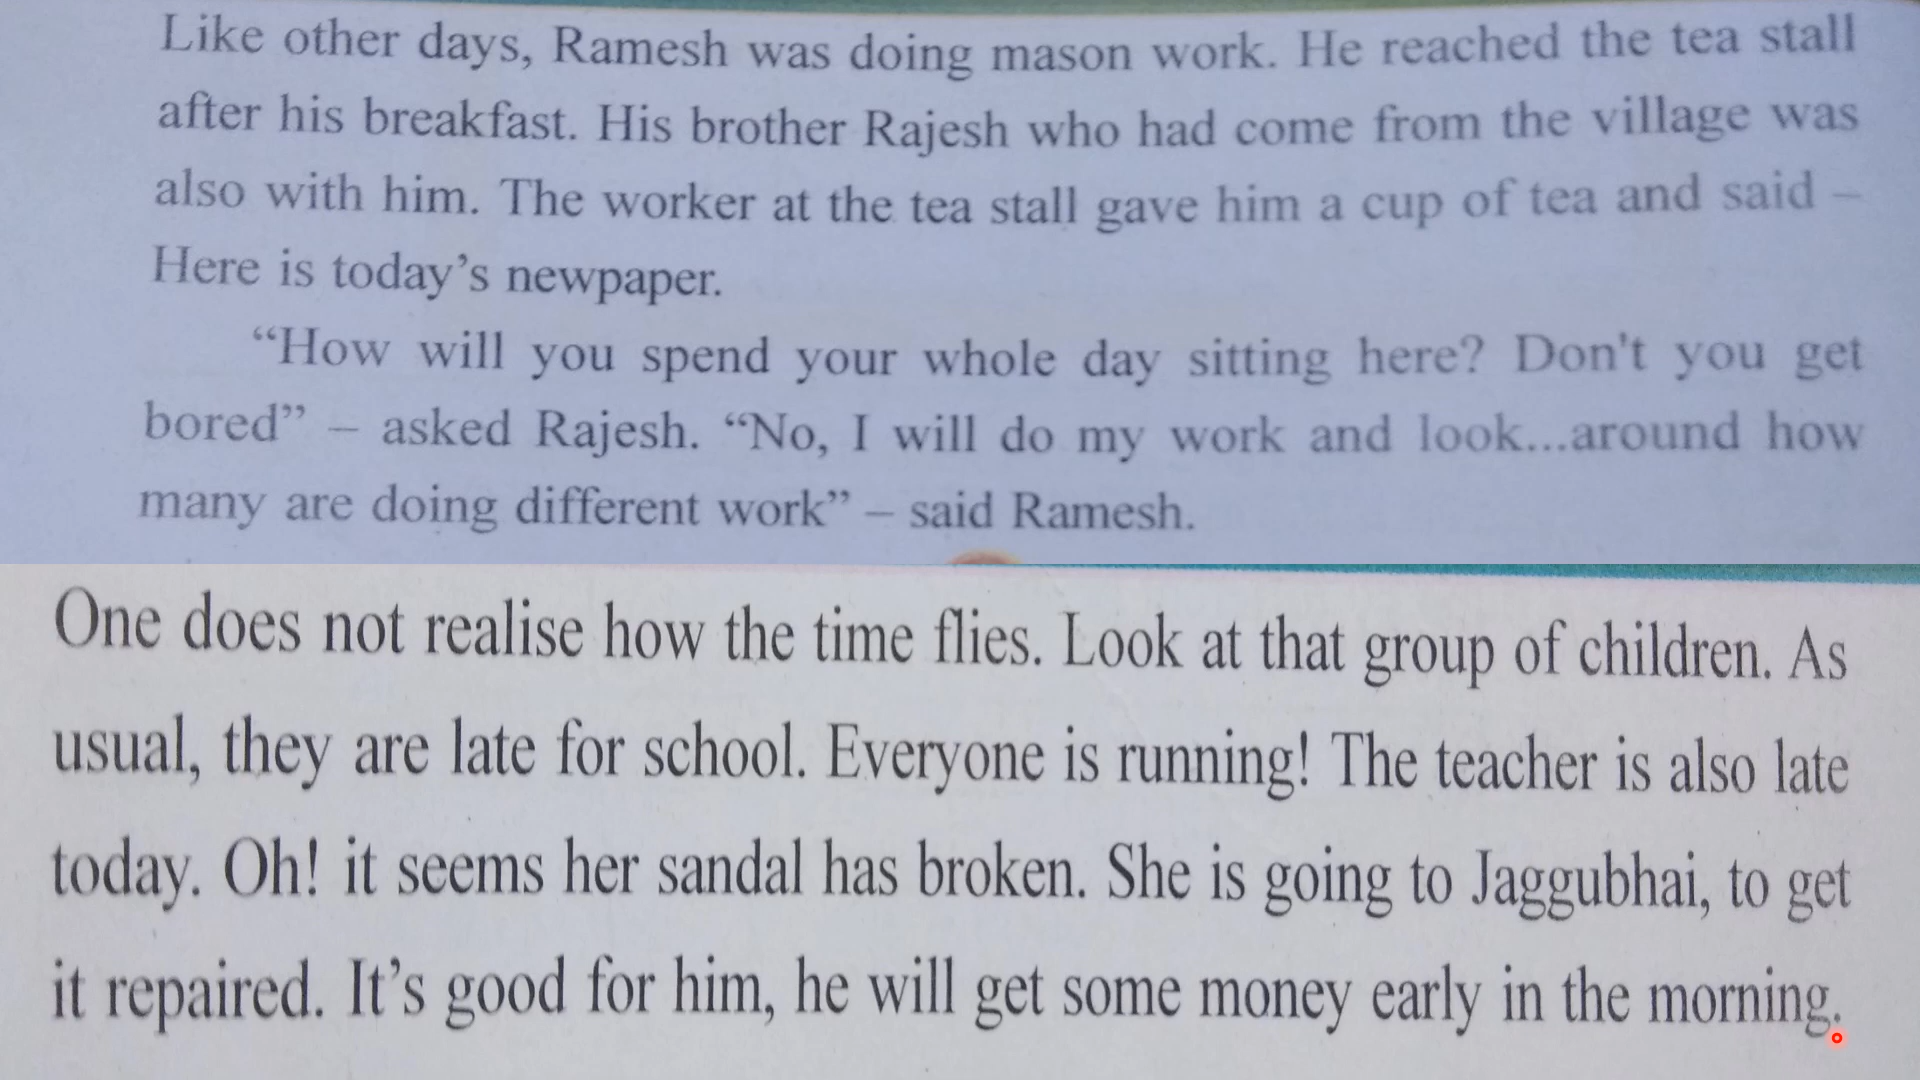 Like other days, Ramesh was doing mason work. He reached the tea stall
after his breakfast. His brother Rajesh who had come from the village was
also with him. The worker at the tea stall gave him a cup of tea and said –
Here is today’s newpaper.
“How will you spend your whole day sitting here? Don't you get
bored” – asked Rajesh. “No, I will do my work and look...around how
many are doing different work” – said Ramesh.
One does not realise how the time flies. Look at that group of children. As
usual, they are late for school. Everyone is running! The teacher is also late
today. Oh! it seems her sandal has broken. She is going to Jaggubhai, to get
it repaired. It’s good for him, he will get some money early in the morning.